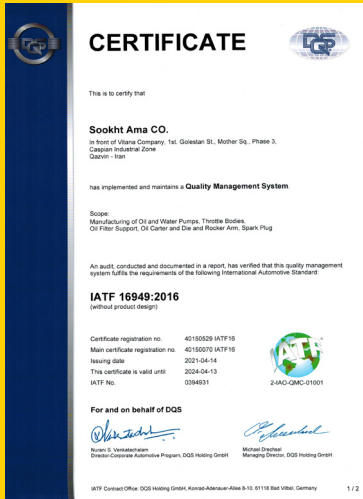 DQS
DQS
CERTIFICATE
This is to certify that
Sookht Ama CO.
In front of Vitana Company, 1st. Golestan St., Mother Sq., Phase 3,
Caspian Industrial Zone
Qazvin - Iran
has implemented and maintains a Quality Management System.
Scope:
Manufacturing of Oil and Water Pumps, Throttle Bodies,
Oil Filter Support, Oil Carter and Die and Rocker Arm, Spark Plug
An audit, conducted and documented in a report, has verified that this quality management
system fulfills the requirements of the following International Automotive Standard:
IATF 16949:2016
(without product design)
Certificate registration no. 40150529 IATF16
Main certificate registration no. 40150070 IATF16
Issuing date 2021-04-14
This certificate is valid until 2024-04-13
IATF No. 0394931
IATF
2-IAO-QMC-01001
For and on behalf of DQS
Nurani S. Venkatachalam
Director-Corporate Automotive Program, DQS Holding GmbH
Michael Drechsel
Managing Director, DQS Holding GmbH
IATF Contract Office: DQS Holding GmbH, Konrad-Adenauer-Allee 8-10, 61118 Bad Vilbel, Germany
1 / 2